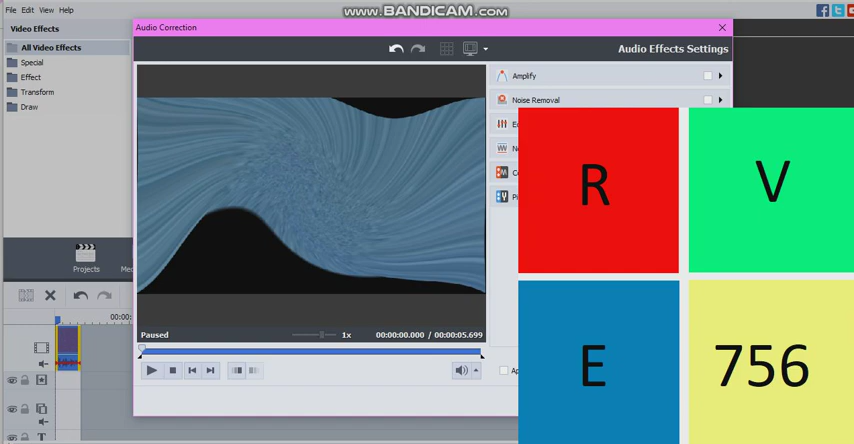 www.BANDICAM.com
File Edit View Help
Video Effects
All Video Effects
Special
Effect
Transform
Draw
Audio Correction
Audio Effects Settings
Amplify
Noise Removal
R
V
E
756
Paused
1x
00:00:00.000 / 00:00:05.699
Projects